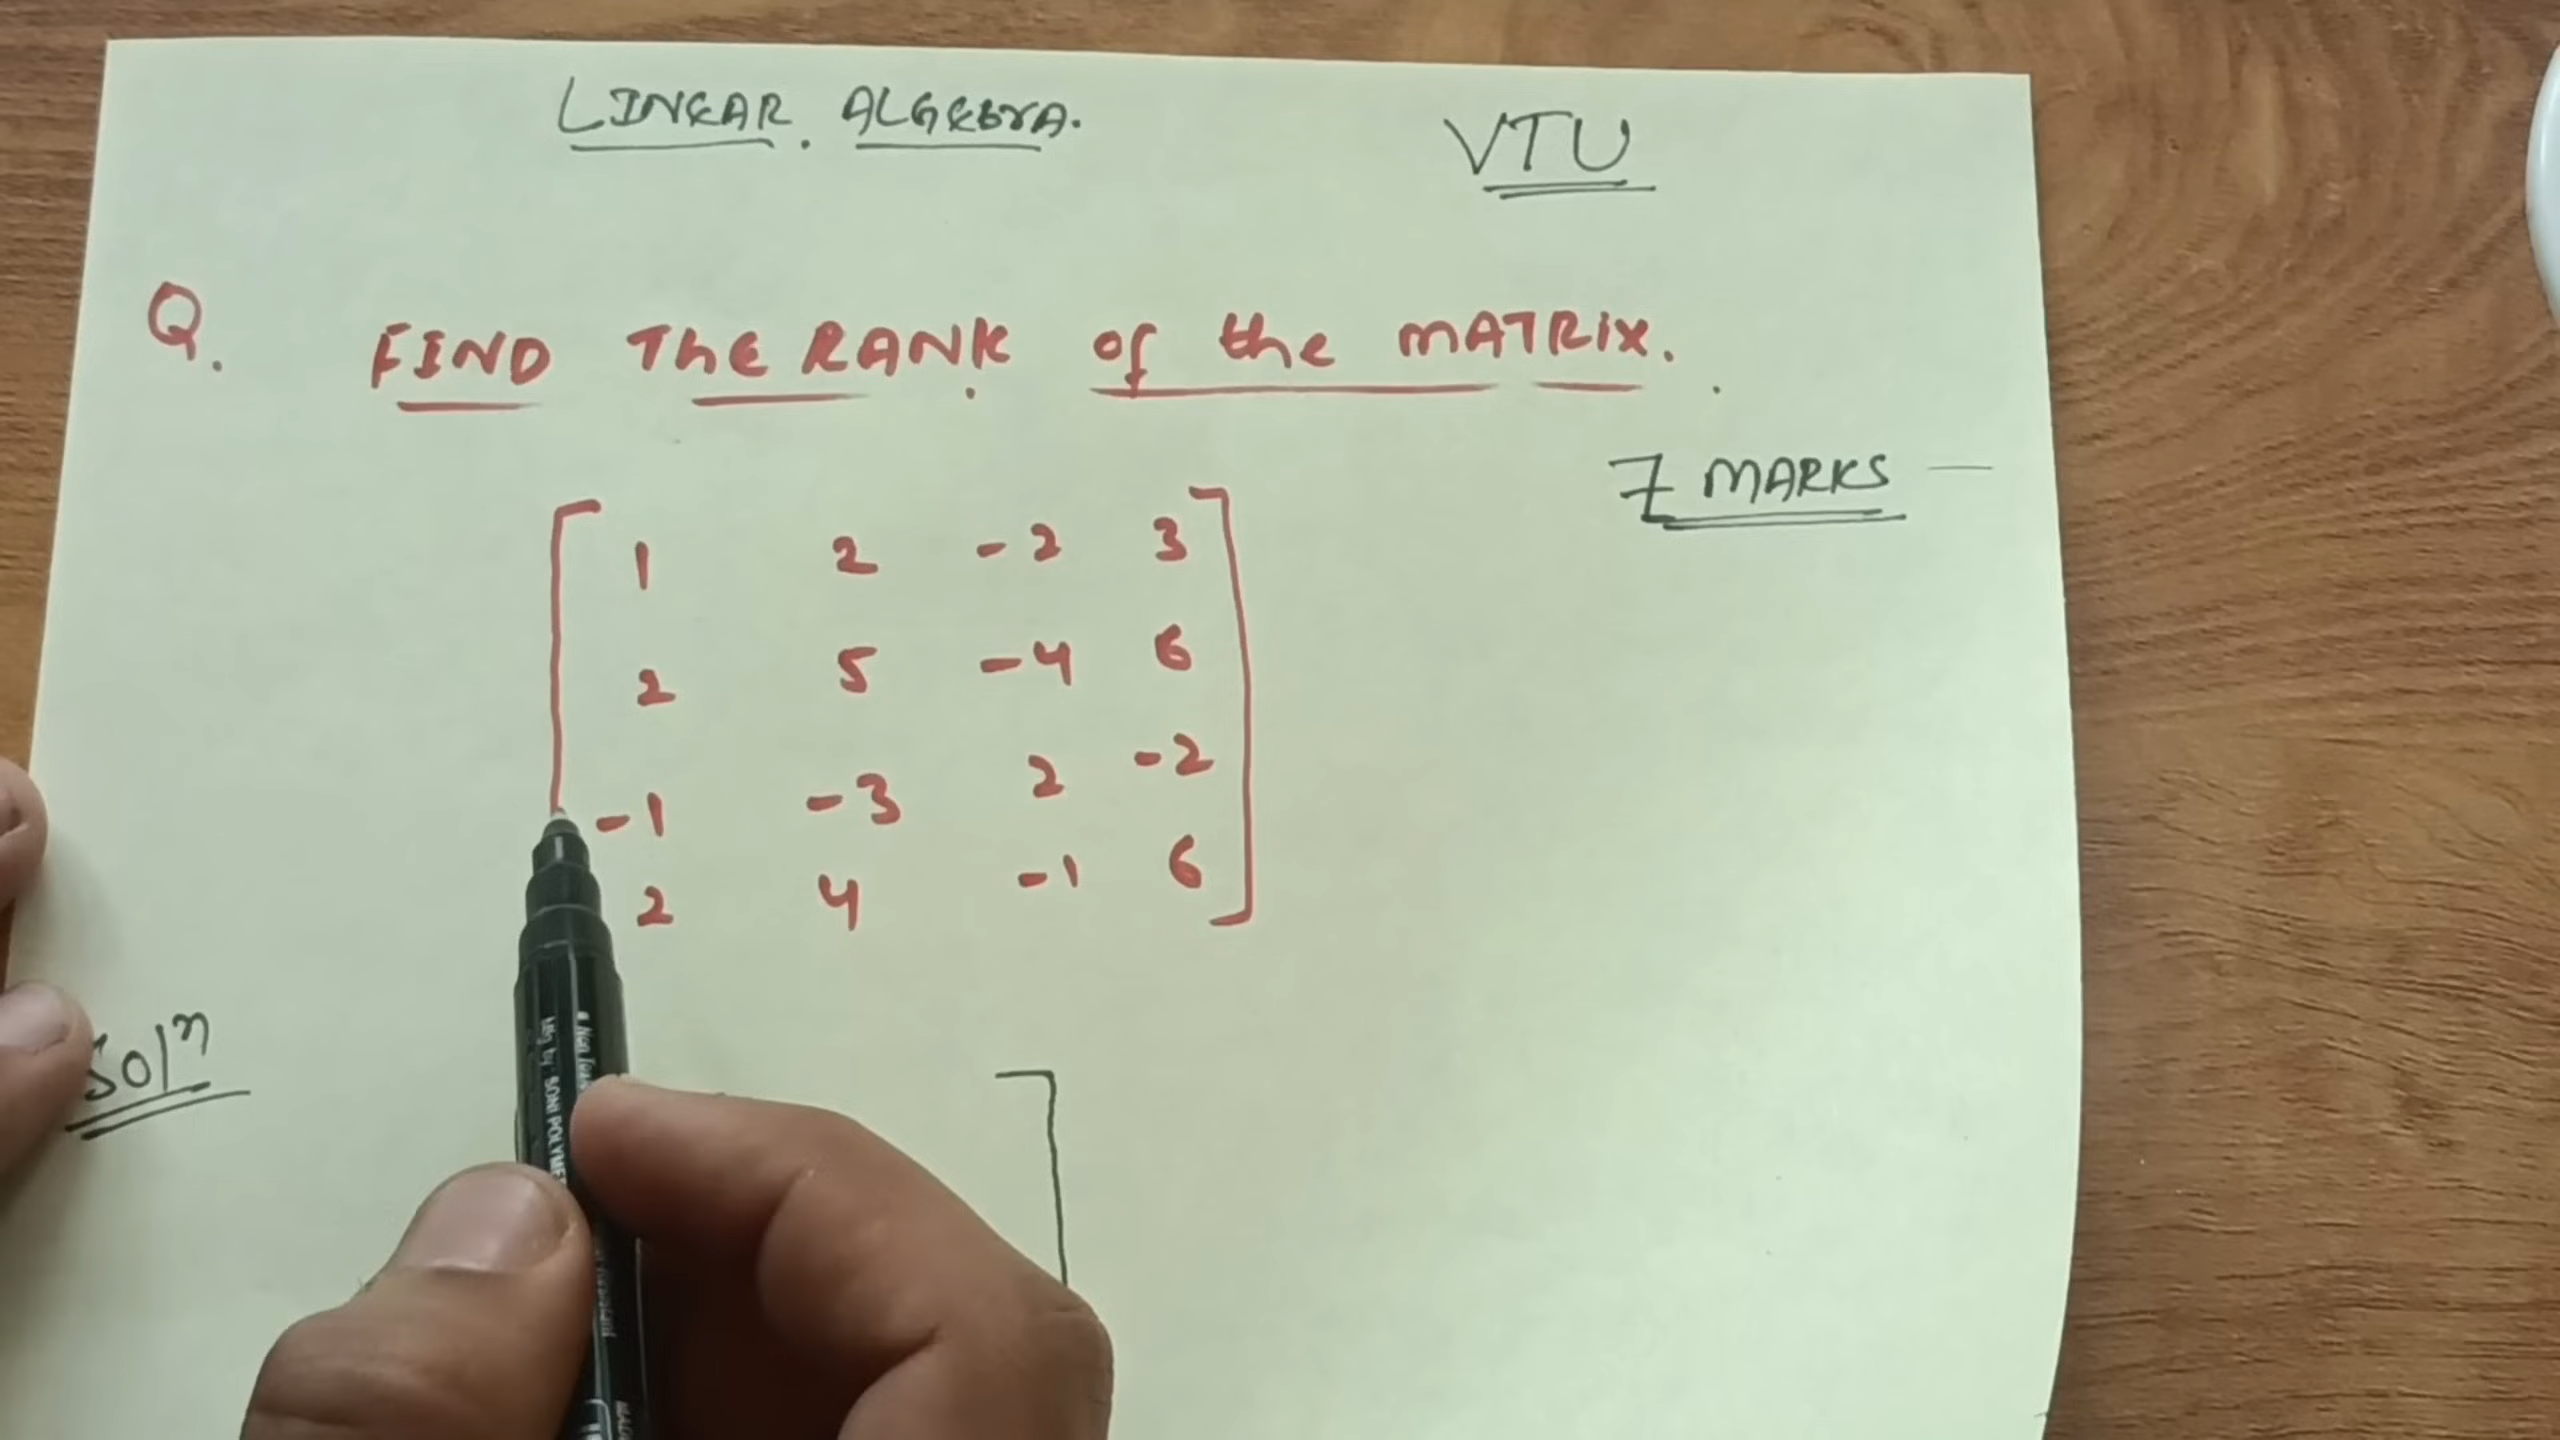 LINEAR. ALGEbrA.
VTU
Q. FIND ThE RANK of the MATRIX.
7 MARKS
1 2 -2 3
2 5 -4 6
-1 -3 2 -2
2 4 -1 6
Solⁿ